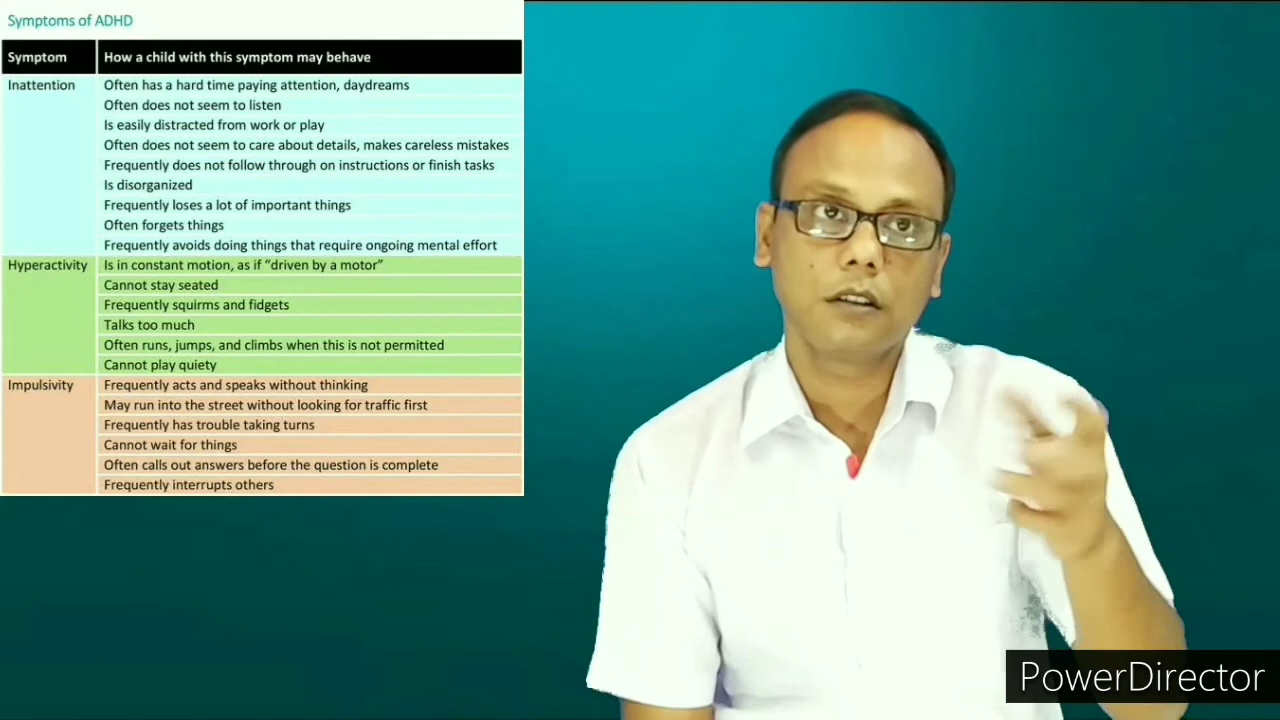 Symptoms of ADHD
Symptom How a child with this symptom may behave
Inattention Often has a hard time paying attention, daydreams
Often does not seem to listen
Is easily distracted from work or play
Often does not seem to care about details, makes careless mistakes
Frequently does not follow through on instructions or finish tasks
Is disorganized
Frequently loses a lot of important things
Often forgets things
Frequently avoids doing things that require ongoing mental effort
Hyperactivity Is in constant motion, as if “driven by a motor”
Cannot stay seated
Frequently squirms and fidgets
Talks too much
Often runs, jumps, and climbs when this is not permitted
Cannot play quiety
Impulsivity Frequently acts and speaks without thinking
May run into the street without looking for traffic first
Frequently has trouble taking turns
Cannot wait for things
Often calls out answers before the question is complete
Frequently interrupts others
PowerDirector